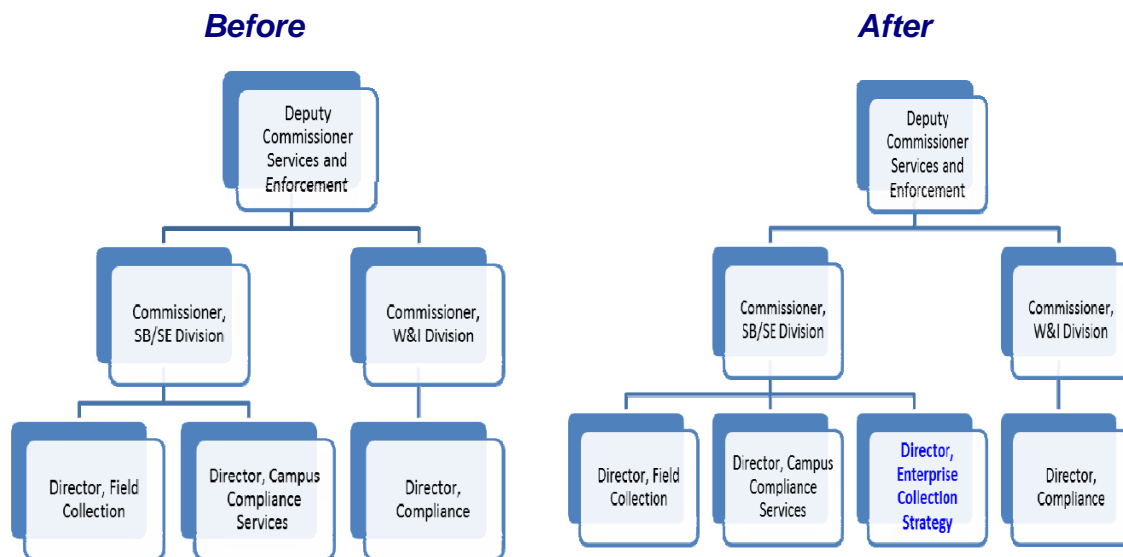 Before
Deputy
Commissioner
Services and
Enforcement
Commissioner,
SB/SE Division
Commissioner,
W&I Division
Director, Field
Collection
Director, Campus
Compliance
Services
Director,
Compliance
After
Deputy
Commissioner
Services and
Enforcement
Commissioner,
SB/SE Division
Commissioner,
W&I Division
Director, Field
Collection
Director, Campus
Compliance
Services
Director,
Enterprise
Collection
Strategy
Director,
Compliance